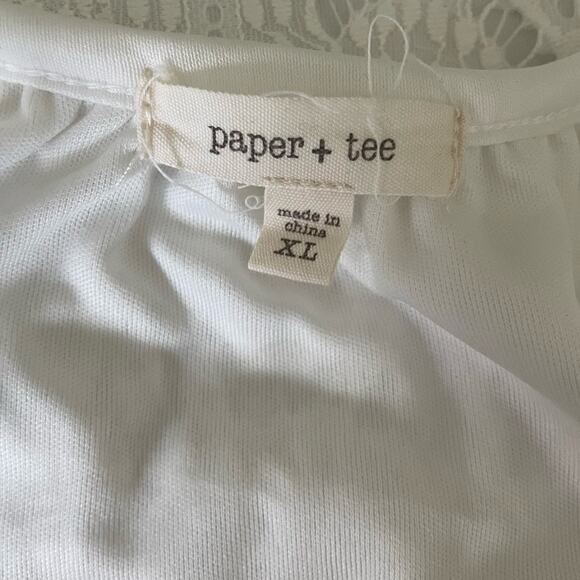 paper + tee
made in
china
XL